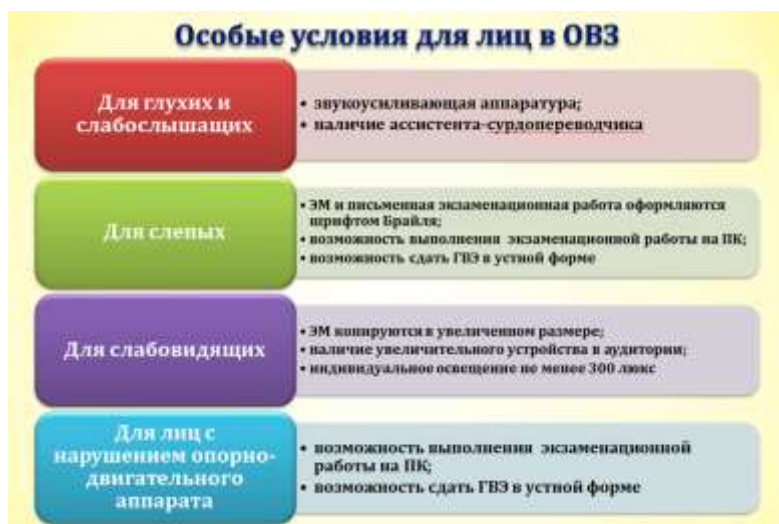 Особые условия для лиц в ОВЗ
Для глухих и
слабослышащих
• звукоусиливающая аппаратура;
• наличие ассистента-сурдопереводчика
Для слепых
• ЭМ и письменная экзаменационная работа оформляются
шрифтом Брайля;
• возможность выполнения экзаменационной работы на ПК;
• возможность сдать ГВЭ в устной форме
Для слабовидящих
• ЭМ копируются в увеличенном размере;
• наличие увеличительного устройства в аудитории;
• индивидуальное освещение не менее 300 люкс
Для лиц с
нарушением опорно-
двигательного
аппарата
• возможность выполнения экзаменационной
работы на ПК;
• возможность сдать ГВЭ в устной форме